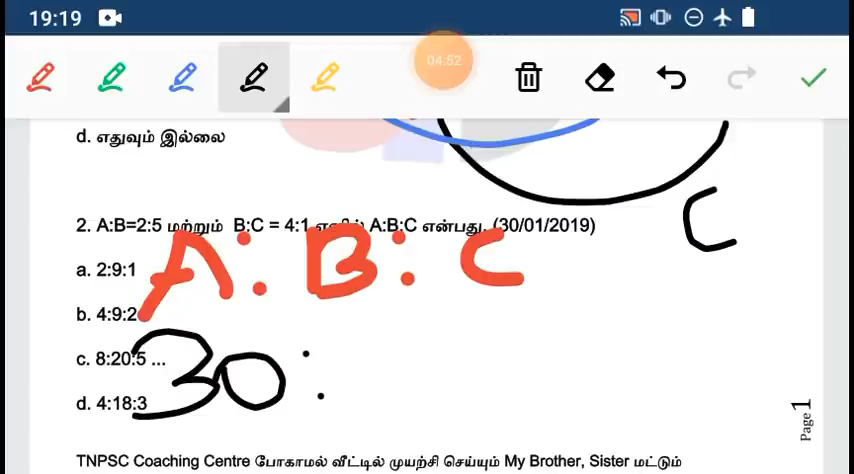 19:19
04:52
d. எதுவும் இல்லை
2. A:B=2:5 மற்றும் B:C = 4:1 எனில் A:B:C என்பது. (30/01/2019)
C
A : B : C
a. 2:9:1
b. 4:9:2
c. 8:20:5 ...
30 :
d. 4:18:3
Page 1
TNPSC Coaching Centre போகாமல் வீட்டில் முயற்சி செய்யும் My Brother, Sister மட்டும்